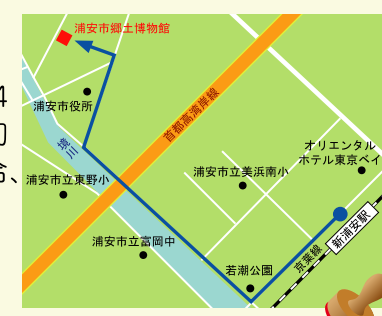 浦安市郷土博物館
浦安市役所
境川
首都高湾岸線
オリエンタル
ホテル東京ベイ
浦安市立美浜南小
浦安市立東野小
新浦安駅
京葉線
浦安市立富岡中
若潮公園
4